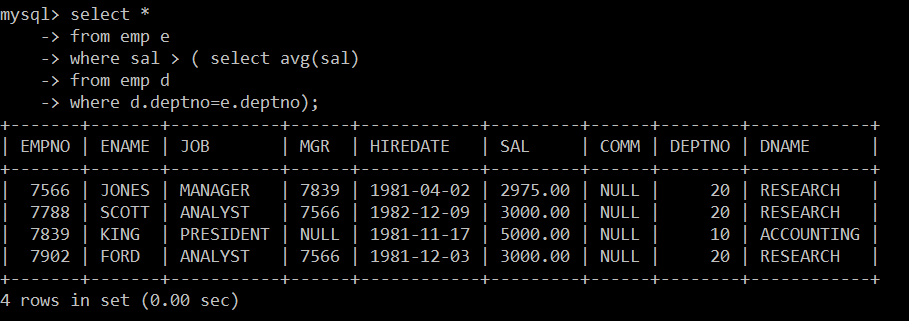 mysql> select *
    -> from emp e
    -> where sal > ( select avg(sal)
    -> from emp d
    -> where d.deptno=e.deptno);
+-------+-------+-----------+------+------------+---------+------+--------+------------+
| EMPNO | ENAME | JOB       | MGR  | HIREDATE   | SAL     | COMM | DEPTNO | DNAME      |
+-------+-------+-----------+------+------------+---------+------+--------+------------+
|  7566 | JONES | MANAGER   | 7839 | 1981-04-02 | 2975.00 | NULL |     20 | RESEARCH   |
|  7788 | SCOTT | ANALYST   | 7566 | 1982-12-09 | 3000.00 | NULL |     20 | RESEARCH   |
|  7839 | KING  | PRESIDENT | NULL | 1981-11-17 | 5000.00 | NULL |     10 | ACCOUNTING |
|  7902 | FORD  | ANALYST   | 7566 | 1981-12-03 | 3000.00 | NULL |     20 | RESEARCH   |
+-------+-------+-----------+------+------------+---------+------+--------+------------+
4 rows in set (0.00 sec)